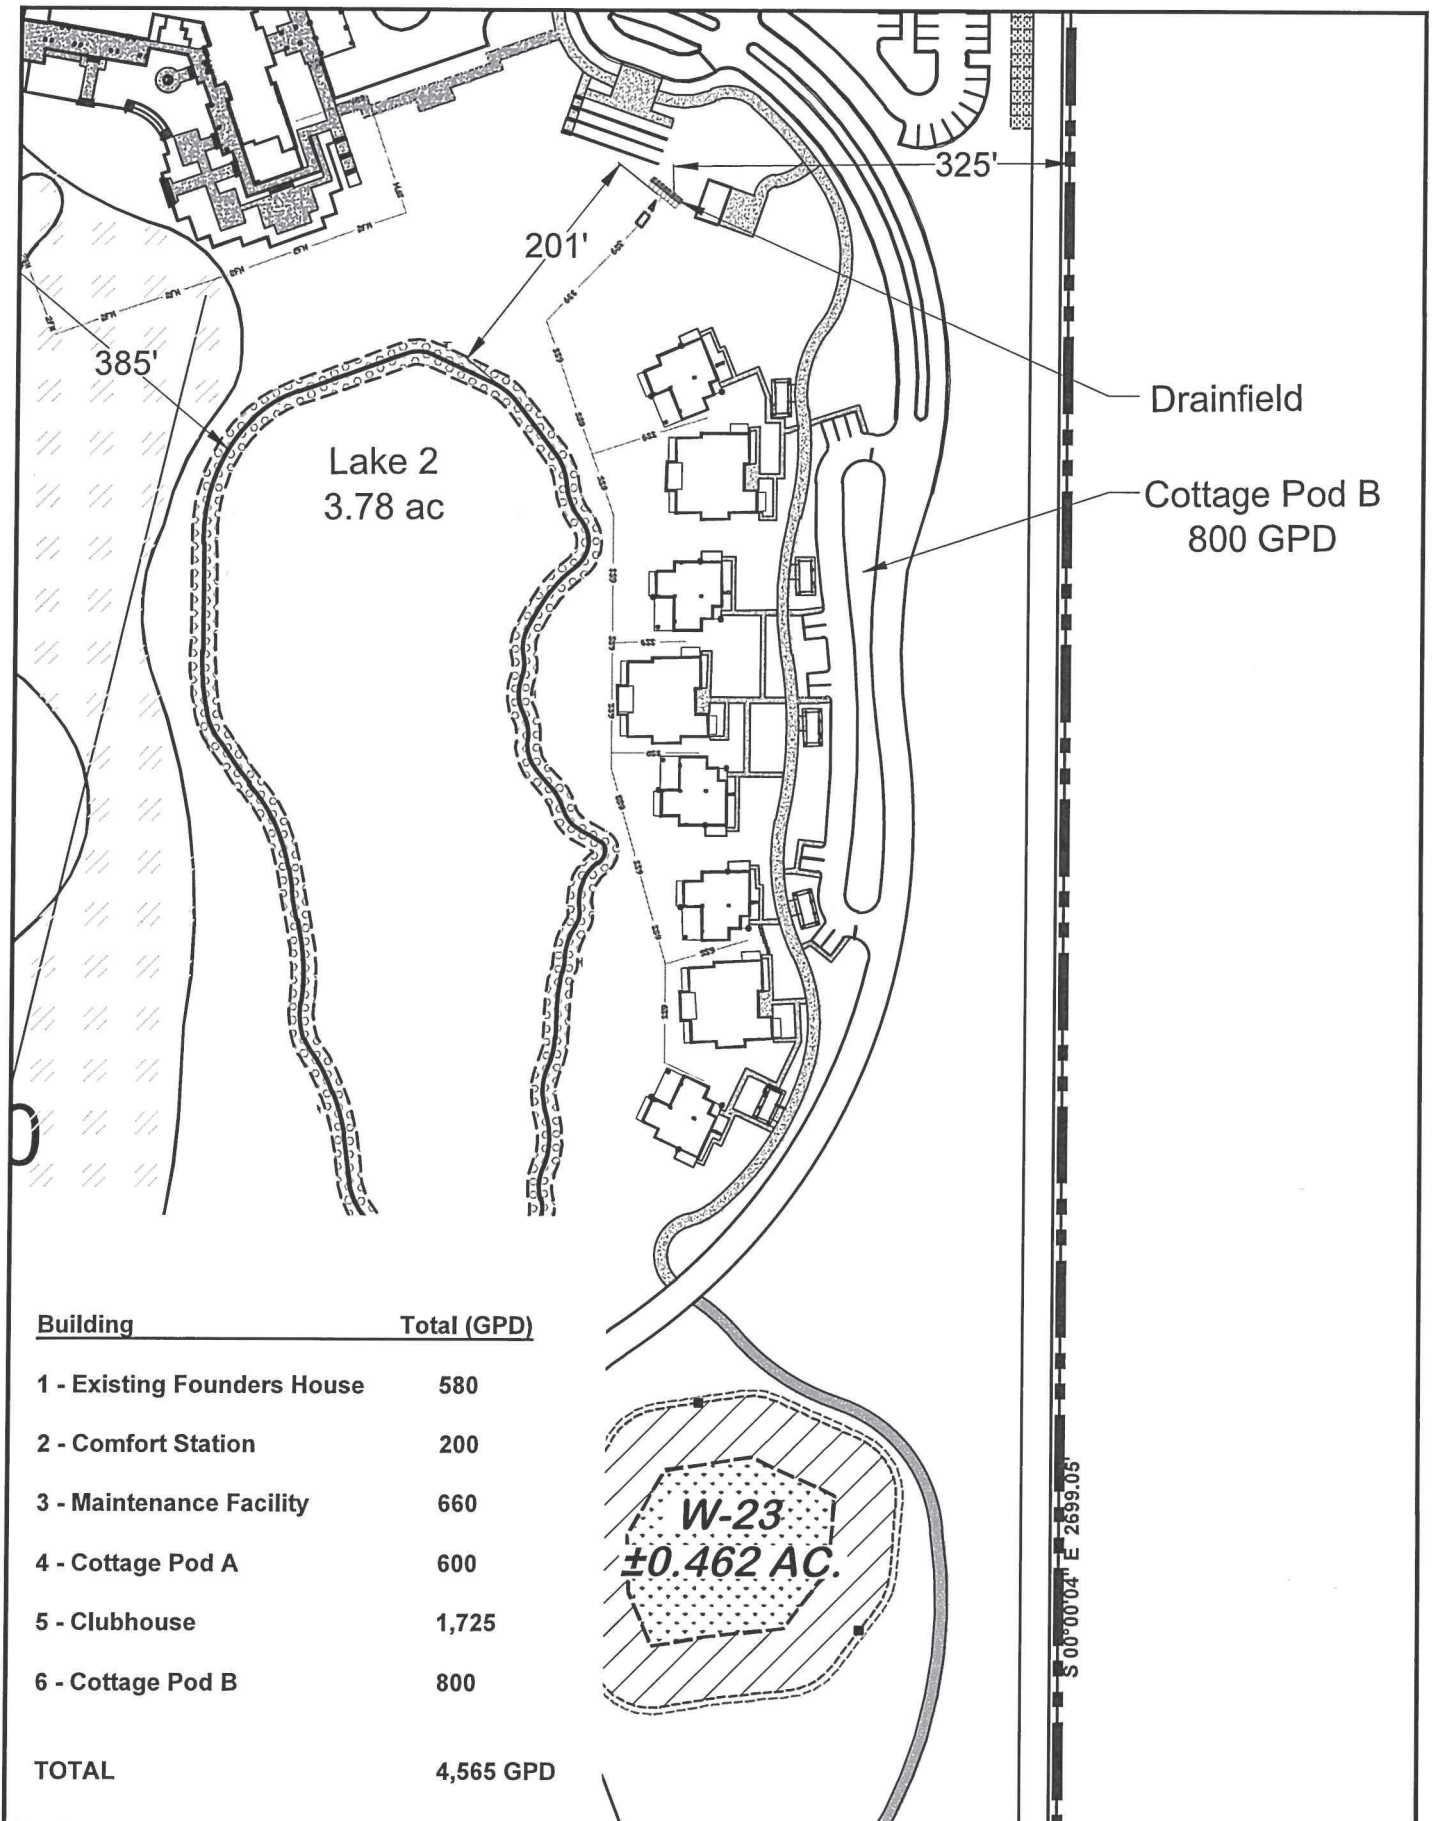 325'
201'
385'
Drainfield
Lake 2
3.78 ac
Cottage Pod B
800 GPD
Building Total (GPD)
1 - Existing Founders House 580
2 - Comfort Station 200
3 - Maintenance Facility 660
4 - Cottage Pod A 600
5 - Clubhouse 1,725
6 - Cottage Pod B 800
TOTAL 4,565 GPD
W-23
±0.462 AC.
S 00°00'04" E 2699.05'